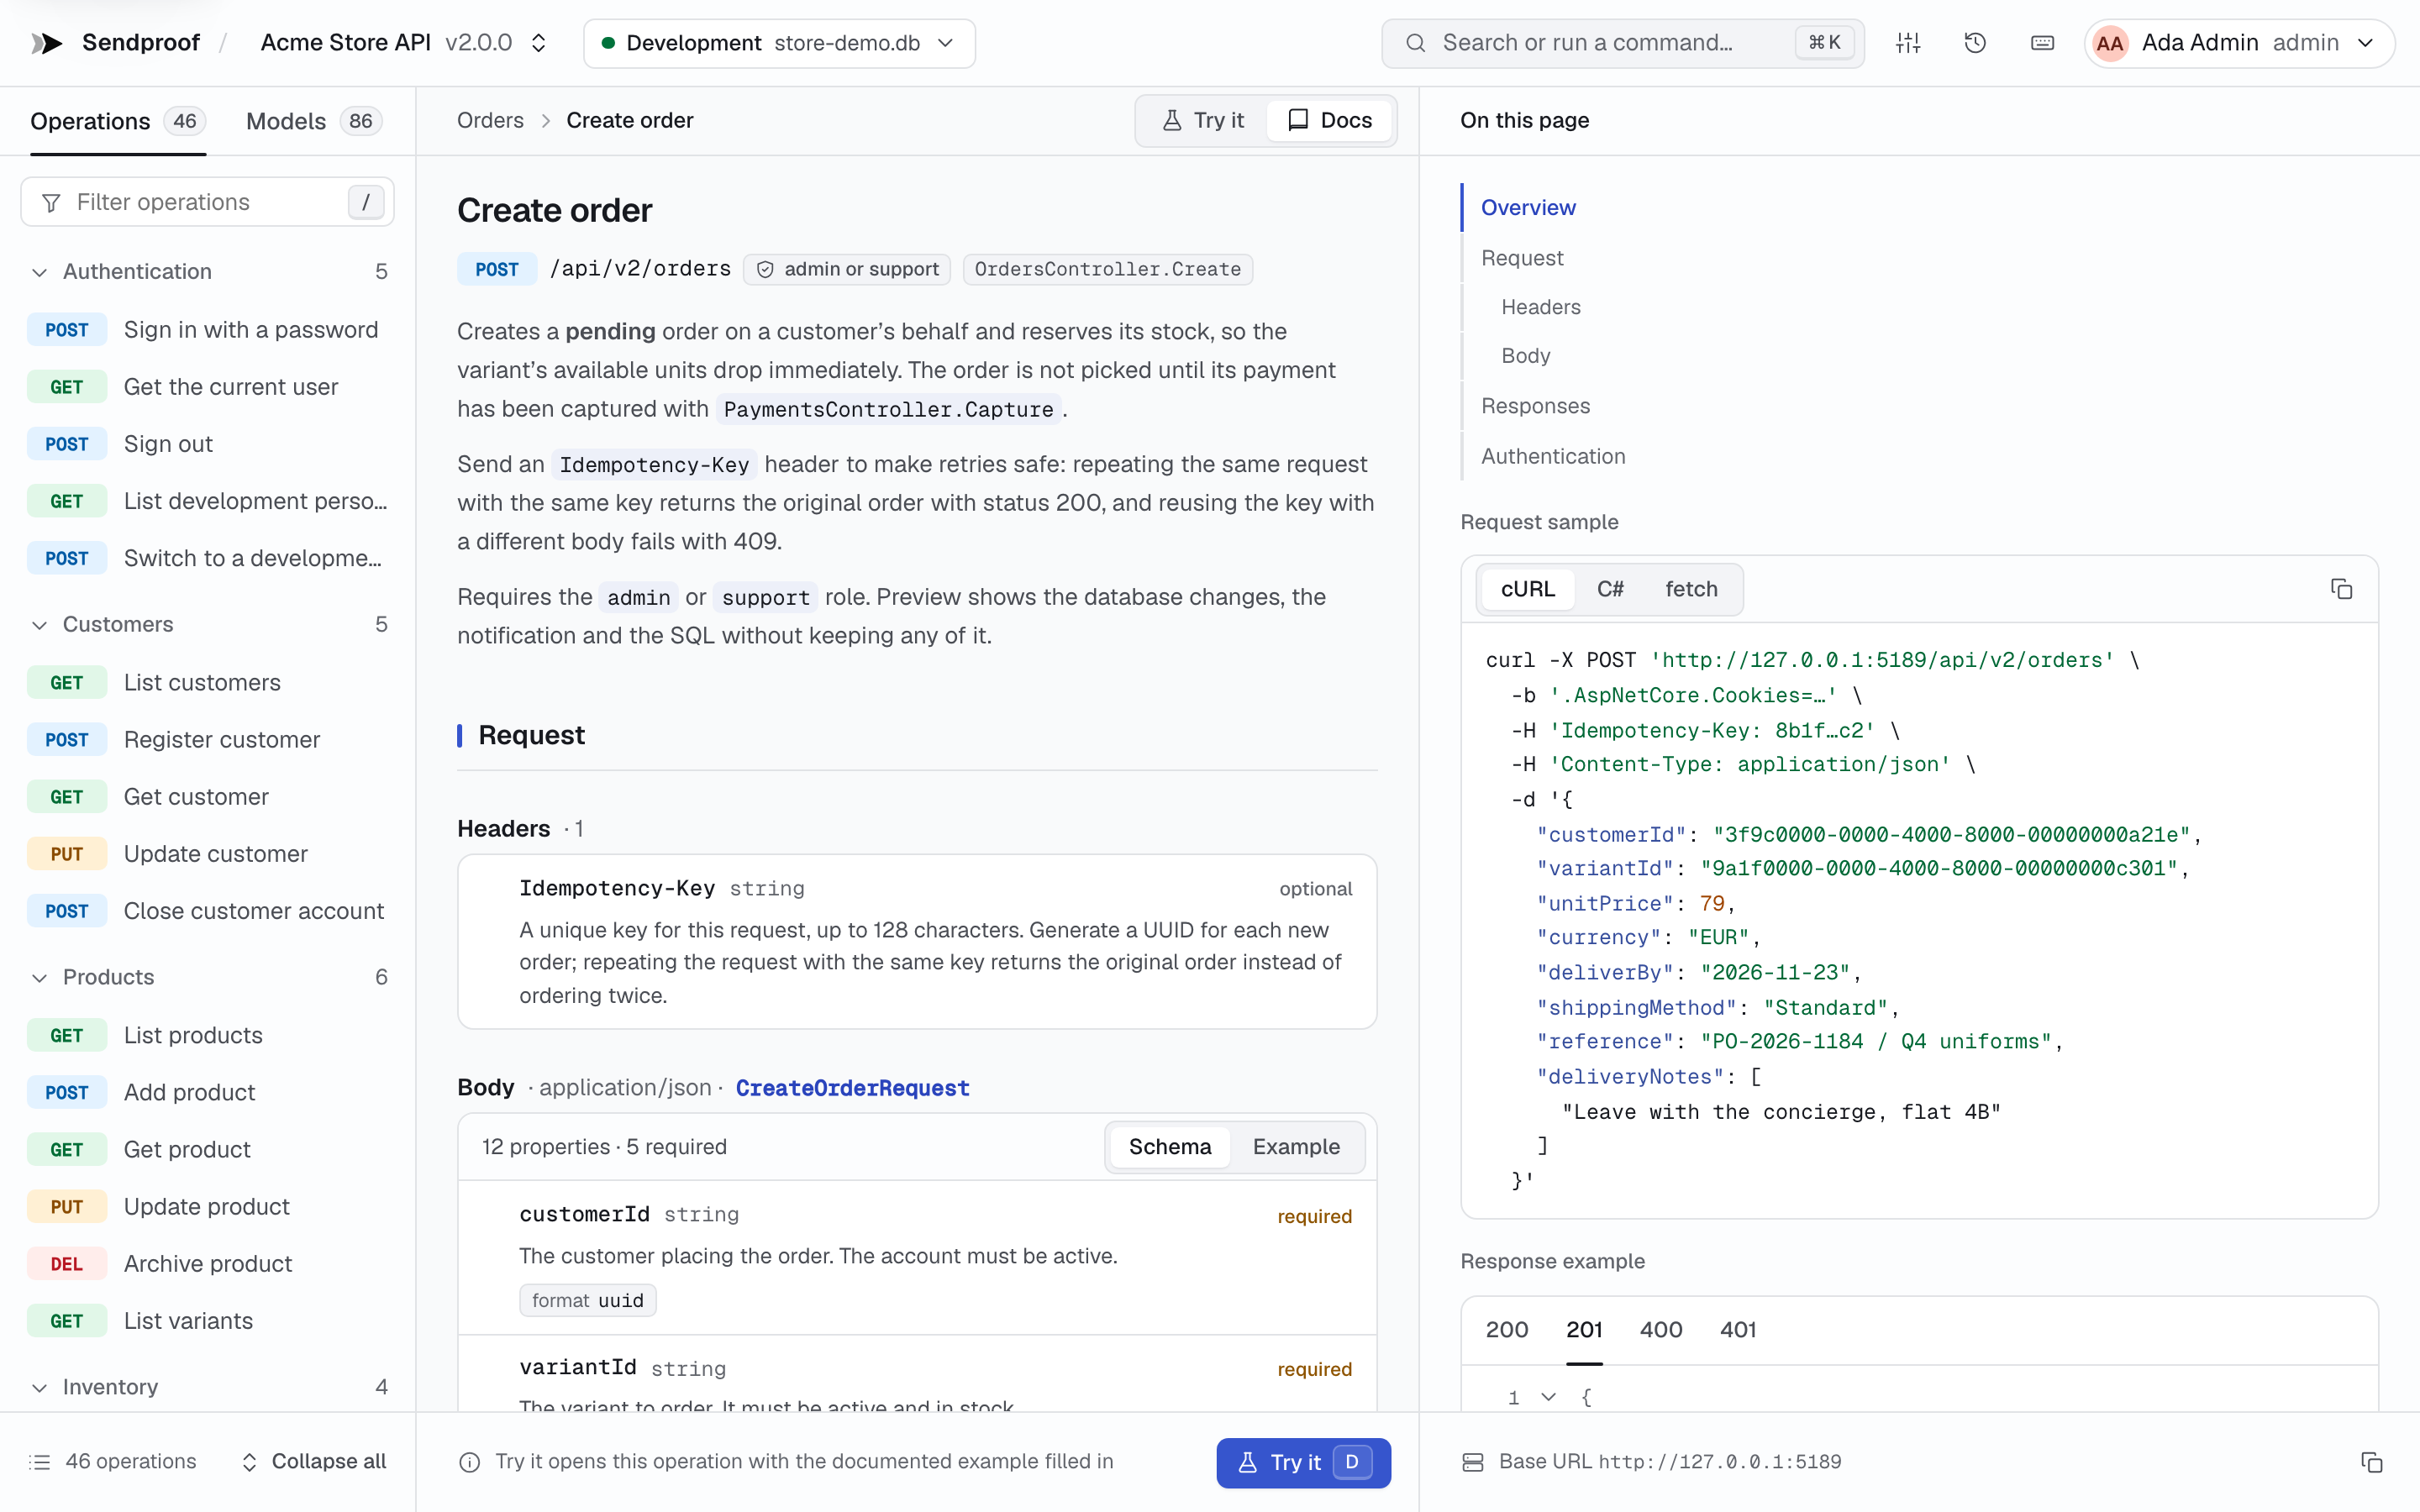 Sendproof / Acme Store API v2.0.0
Development store-demo.db
Search or run a command… ⌘K
AA Ada Admin admin
Operations 46 Models 86
Filter operations /
Authentication 5
POST Sign in with a password
GET Get the current user
POST Sign out
GET List development perso...
POST Switch to a developme...
Customers 5
GET List customers
POST Register customer
GET Get customer
PUT Update customer
POST Close customer account
Products 6
GET List products
POST Add product
GET Get product
PUT Update product
DEL Archive product
GET List variants
Inventory 4
46 operations Collapse all
Orders > Create order
Try it Docs
Create order
POST /api/v2/orders admin or support OrdersController.Create
Creates a pending order on a customer’s behalf and reserves its stock, so the
variant’s available units drop immediately. The order is not picked until its payment
has been captured with PaymentsController.Capture.
Send an Idempotency-Key header to make retries safe: repeating the same request
with the same key returns the original order with status 200, and reusing the key with
a different body fails with 409.
Requires the admin or support role. Preview shows the database changes, the
notification and the SQL without keeping any of it.
Request
Headers · 1
Idempotency-Key string optional
A unique key for this request, up to 128 characters. Generate a UUID for each new
order; repeating the request with the same key returns the original order instead of
ordering twice.
Body · application/json · CreateOrderRequest
12 properties · 5 required Schema Example
customerId string required
The customer placing the order. The account must be active.
format uuid
variantId string required
The variant to order. It must be active and in stock.
Try it opens this operation with the documented example filled in
Try it D
On this page
Overview
Request
Headers
Body
Responses
Authentication
Request sample
cURL C# fetch
curl -X POST 'http://127.0.0.1:5189/api/v2/orders' \
-b '.AspNetCore.Cookies=…' \
-H 'Idempotency-Key: 8b1f…c2' \
-H 'Content-Type: application/json' \
-d '{
"customerId": "3f9c0000-0000-4000-8000-00000000a21e",
"variantId": "9a1f0000-0000-4000-8000-00000000c301",
"unitPrice": 79,
"currency": "EUR",
"deliverBy": "2026-11-23",
"shippingMethod": "Standard",
"reference": "PO-2026-1184 / Q4 uniforms",
"deliveryNotes": [
"Leave with the concierge, flat 4B"
]
}'
Response example
200 201 400 401
1 {
Base URL http://127.0.0.1:5189